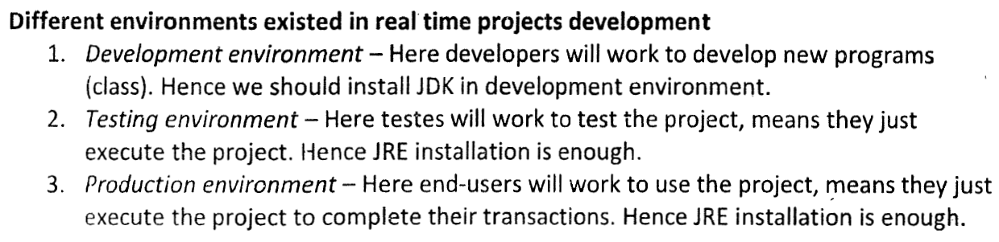 Different environments existed in real time projects development
1. Development environment – Here developers will work to develop new programs
(class). Hence we should install JDK in development environment.
2. Testing environment – Here testes will work to test the project, means they just
execute the project. Hence JRE installation is enough.
3. Production environment – Here end-users will work to use the project, means they just
execute the project to complete their transactions. Hence JRE installation is enough.